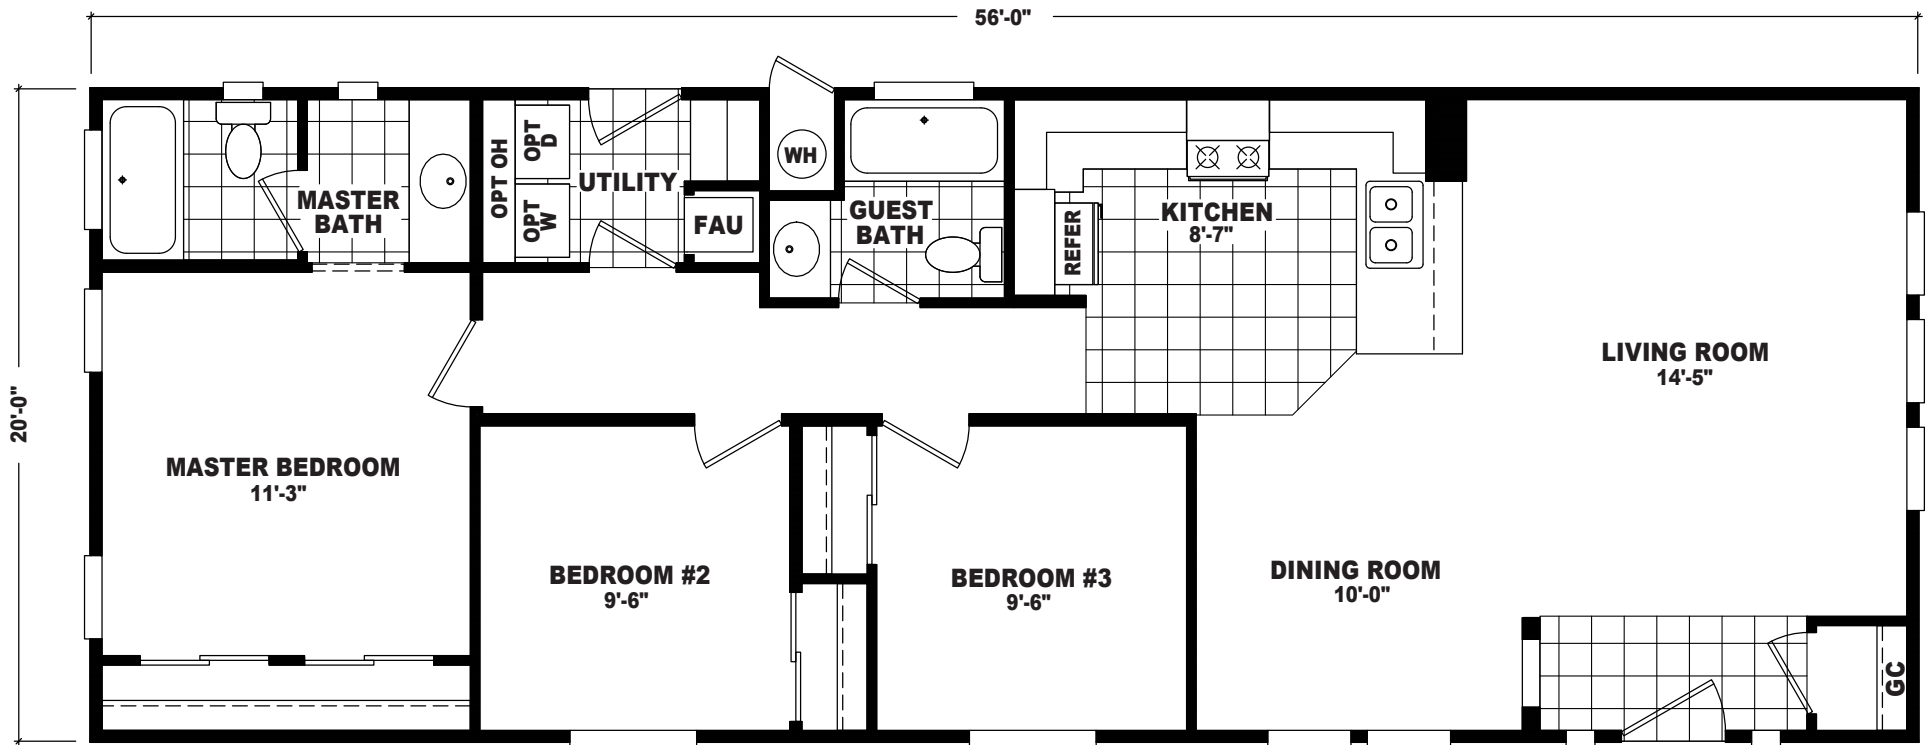 56'-0"
20'-0"
MASTER
BATH
OPT OH
OPT
D
OPT
W
UTILITY
FAU
WH
GUEST
BATH
REFER
KITCHEN
8'-7"
LIVING ROOM
14'-5"
MASTER BEDROOM
11'-3"
BEDROOM #2
9'-6"
BEDROOM #3
9'-6"
DINING ROOM
10'-0"
GC